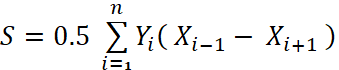 S = 0.5 ∑_{i=1}^{n} Y_i( X_{i−1} − X_{i+1} )